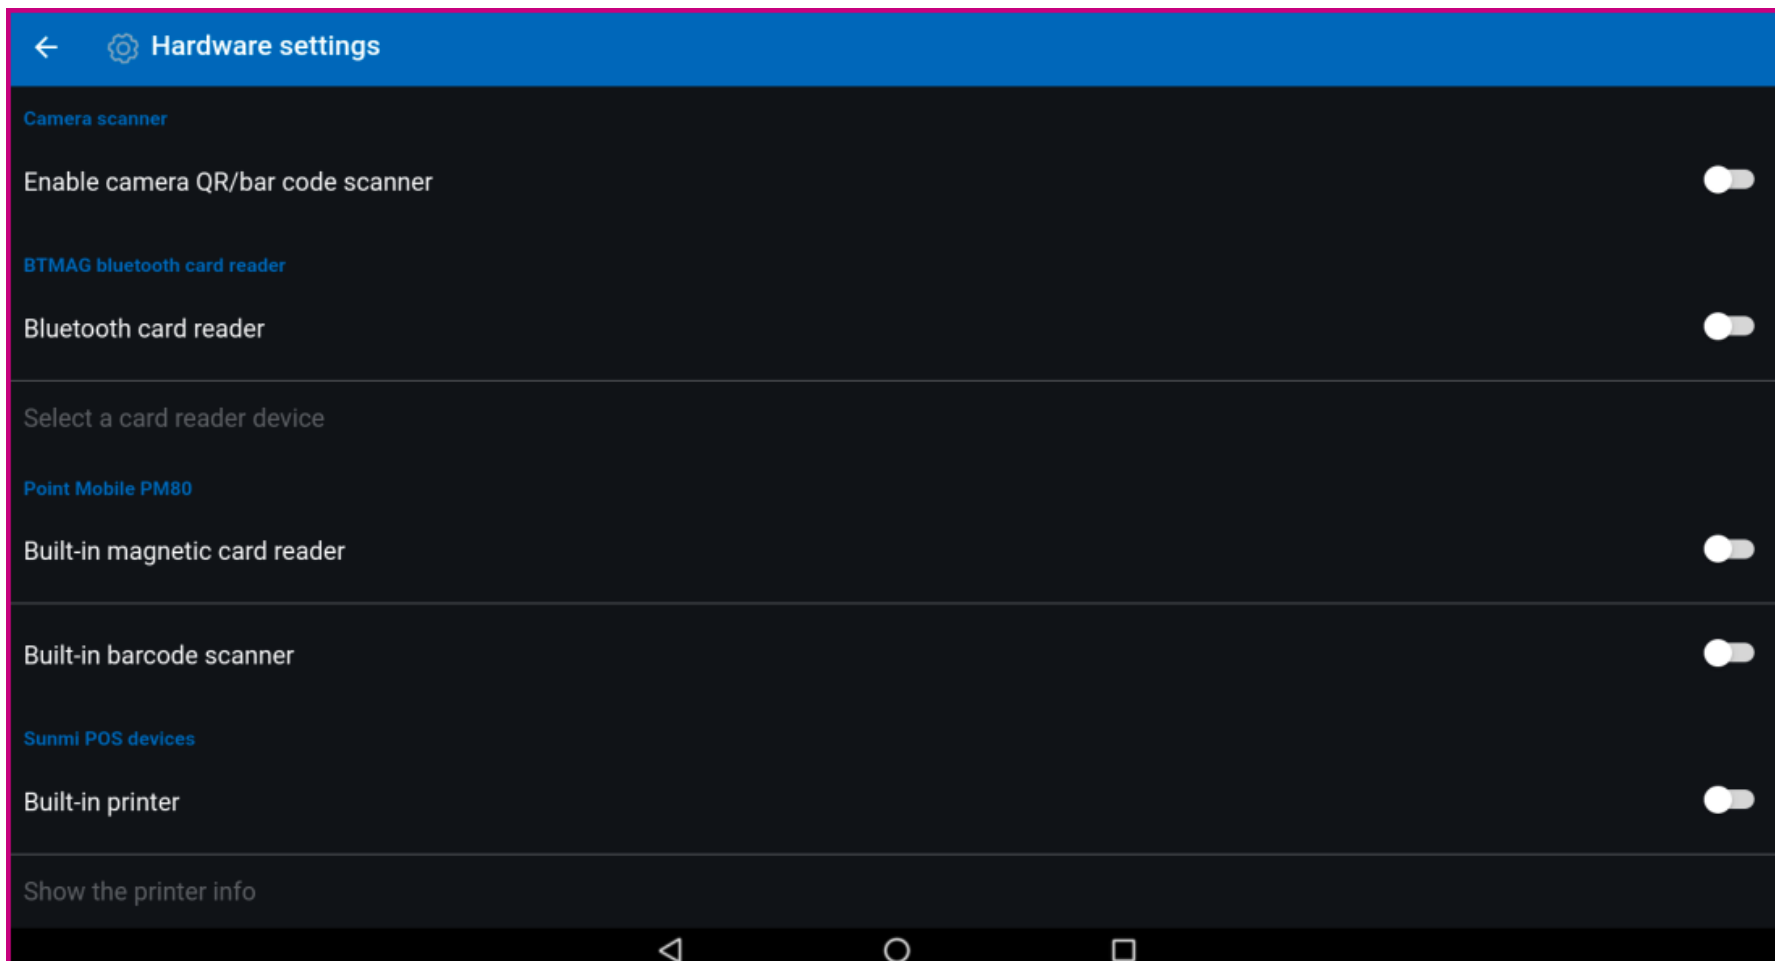 Hardware settings
Camera scanner
Enable camera QR/bar code scanner
BTMAG bluetooth card reader
Bluetooth card reader
Select a card reader device
Point Mobile PM80
Built-in magnetic card reader
Built-in barcode scanner
Sunmi POS devices
Built-in printer
Show the printer info